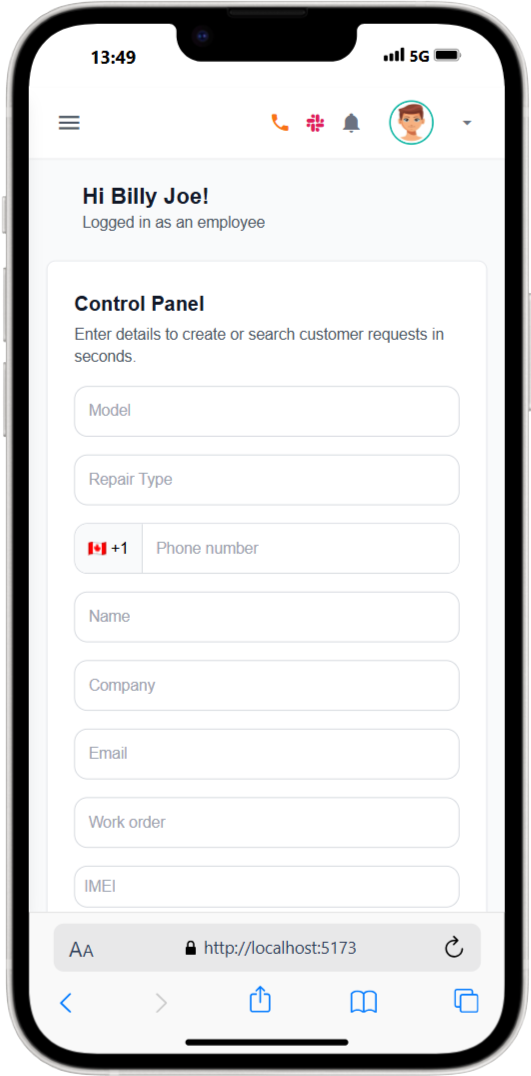 13:49
5G
Hi Billy Joe!
Logged in as an employee
Control Panel
Enter details to create or search customer requests in
seconds.
Model
Repair Type
+1 Phone number
Name
Company
Email
Work order
IMEI
AA http://localhost:5173